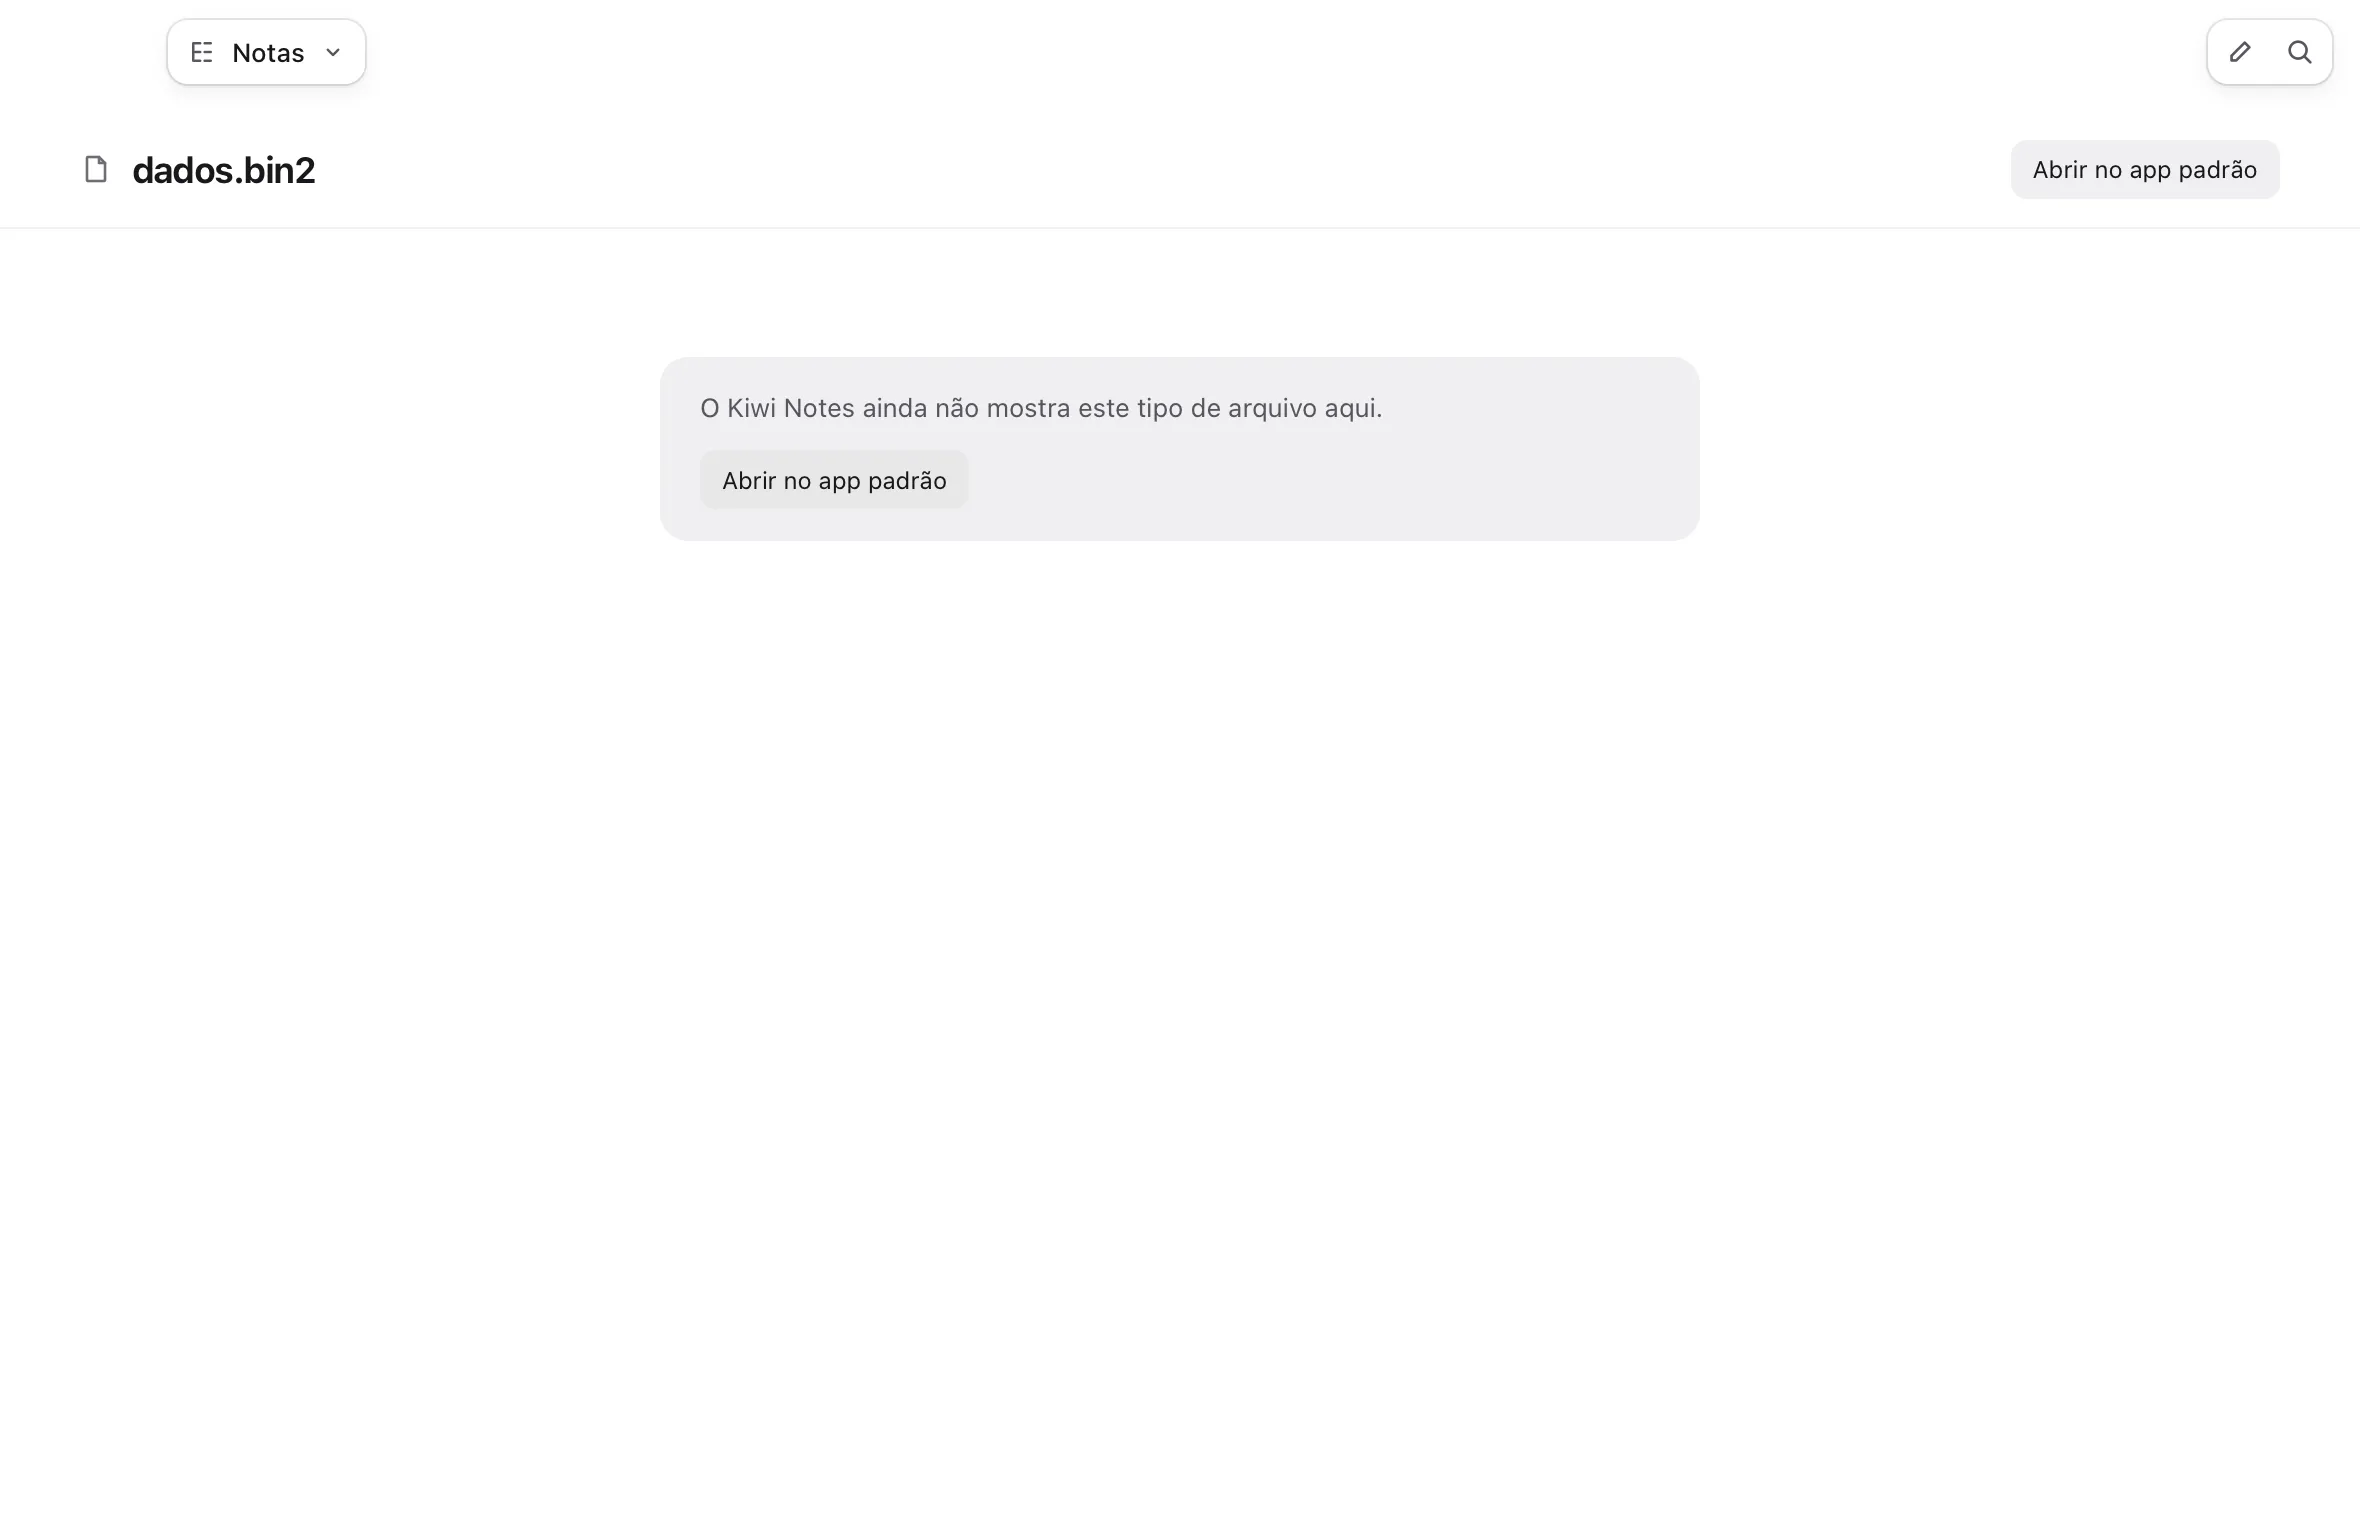 Notas
dados.bin2
Abrir no app padrão
O Kiwi Notes ainda não mostra este tipo de arquivo aqui.
Abrir no app padrão